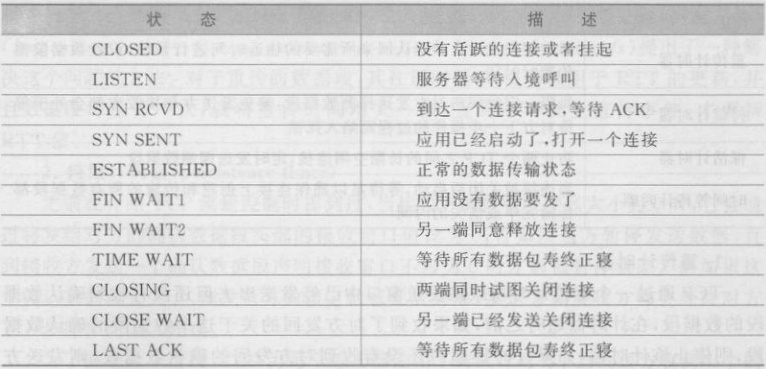 状 态 描 述
CLOSED 没有活跃的连接或者挂起
LISTEN 服务器等待入境呼叫
SYN RCVD 到达一个连接请求,等待 ACK
SYN SENT 应用已经启动了,打开一个连接
ESTABLISHED 正常的数据传输状态
FIN WAIT1 应用没有数据要发了
FIN WAIT2 另一端同意释放连接
TIME WAIT 等待所有数据包寿终正寝
CLOSING 两端同时试图关闭连接
CLOSE WAIT 另一端已经发送关闭连接
LAST ACK 等待所有数据包寿终正寝